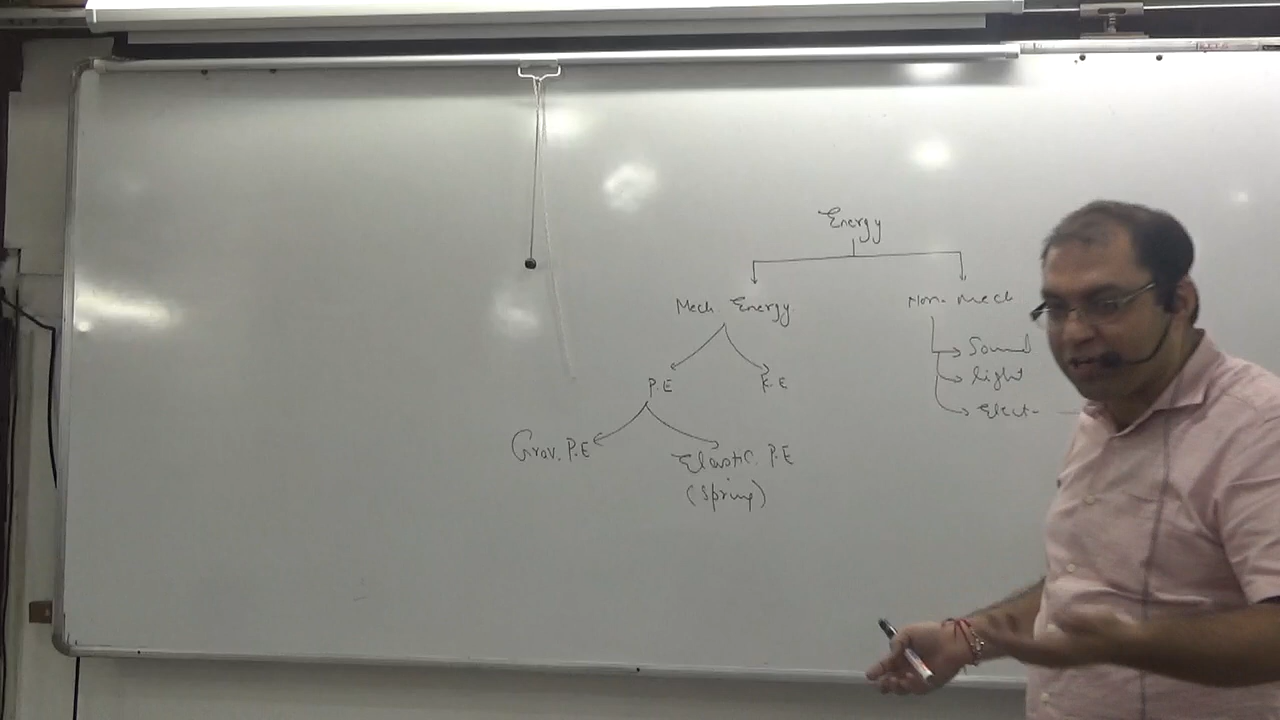 Energy
Mech. Energy
Non-Mech
Sound
light
Elect-
P.E
K.E
Grav. P.E
Elastic. P.E
(Spring)